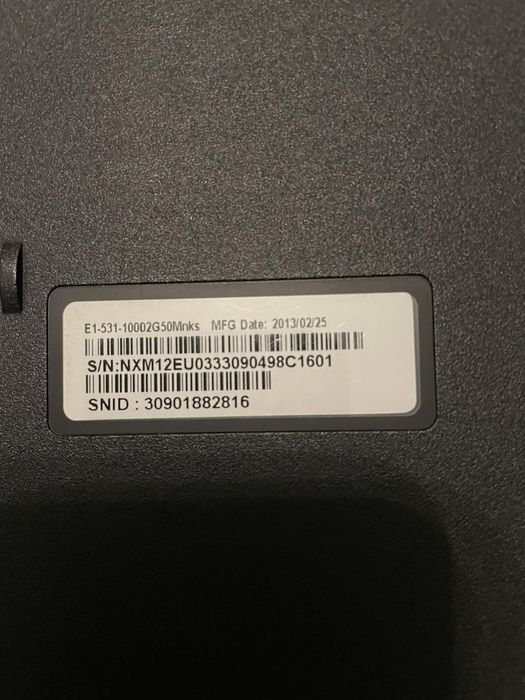 E1-531-10002G50Mnks MFG Date: 2013/02/25
S/N:NXM12EU0333090498C1601
SNID : 30901882816